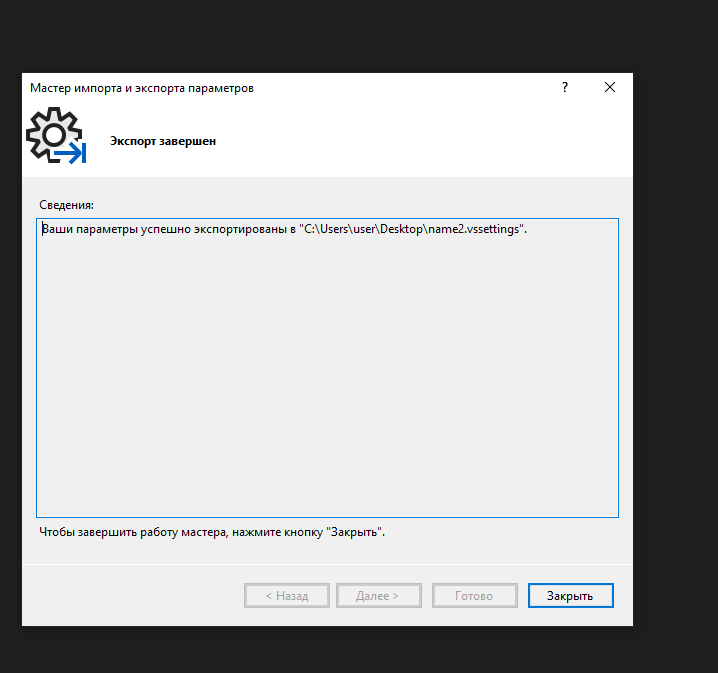 Мастер импорта и экспорта параметров
?
Экспорт завершен
Сведения:
Ваши параметры успешно экспортированы в "C:\Users\user\Desktop\name2.vssettings".
Чтобы завершить работу мастера, нажмите кнопку "Закрыть".
< Назад
Далее >
Готово
Закрыть